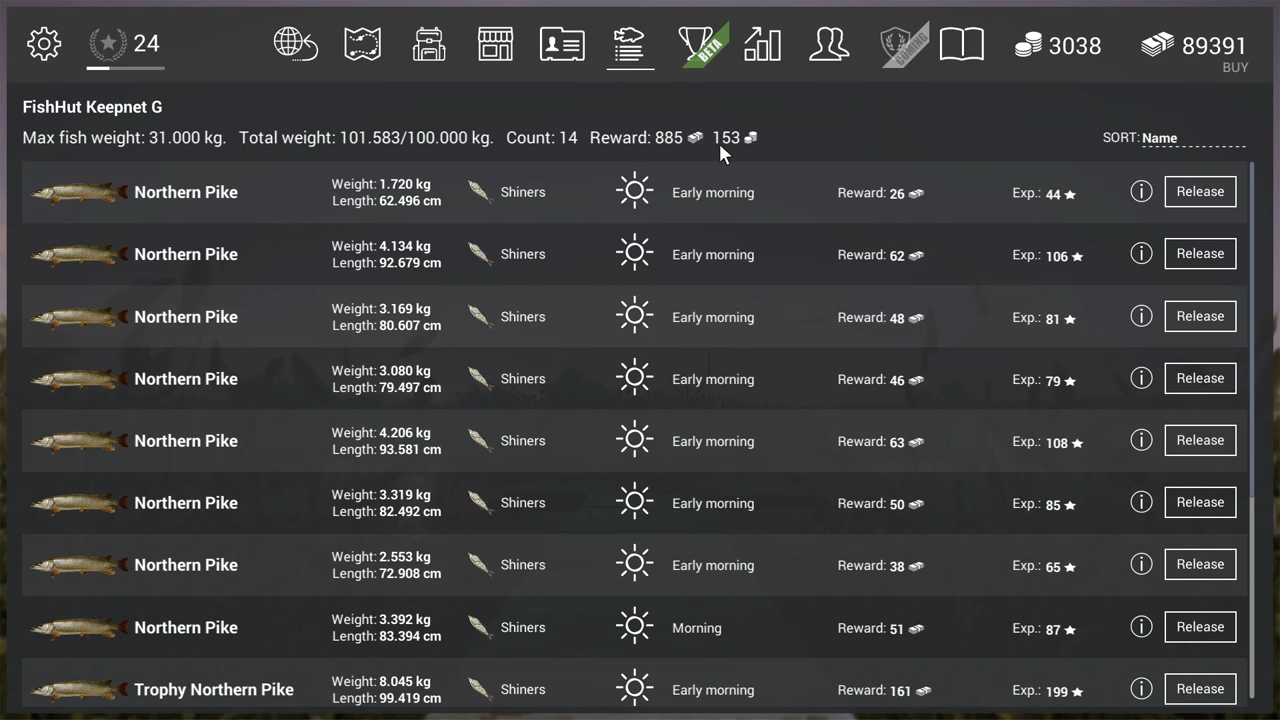 24
BETA
COMING
3038
89391
BUY
FishHut Keepnet G
Max fish weight: 31.000 kg. Total weight: 101.583/100.000 kg. Count: 14 Reward: 885 153
SORT: Name
Northern Pike Weight: 1.720 kg Length: 62.496 cm Shiners Early morning Reward: 26 Exp.: 44 Release
Northern Pike Weight: 4.134 kg Length: 92.679 cm Shiners Early morning Reward: 62 Exp.: 106 Release
Northern Pike Weight: 3.169 kg Length: 80.607 cm Shiners Early morning Reward: 48 Exp.: 81 Release
Northern Pike Weight: 3.080 kg Length: 79.497 cm Shiners Early morning Reward: 46 Exp.: 79 Release
Northern Pike Weight: 4.206 kg Length: 93.581 cm Shiners Early morning Reward: 63 Exp.: 108 Release
Northern Pike Weight: 3.319 kg Length: 82.492 cm Shiners Early morning Reward: 50 Exp.: 85 Release
Northern Pike Weight: 2.553 kg Length: 72.908 cm Shiners Early morning Reward: 38 Exp.: 65 Release
Northern Pike Weight: 3.392 kg Length: 83.394 cm Shiners Morning Reward: 51 Exp.: 87 Release
Trophy Northern Pike Weight: 8.045 kg Length: 99.419 cm Shiners Early morning Reward: 161 Exp.: 199 Release